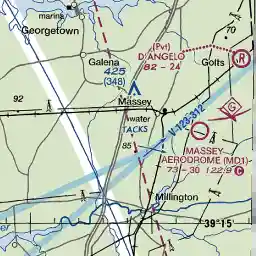 marina
Georgetown
(Pvt)
D'ANGELO
82 - 24
Golts
R
Galena
425
(348)
92
Massey
water
TACKS
V-123-312
G
85
MASSEY
AERODROME (MD1)
73 - 30 122.9 C
Millington
39°15